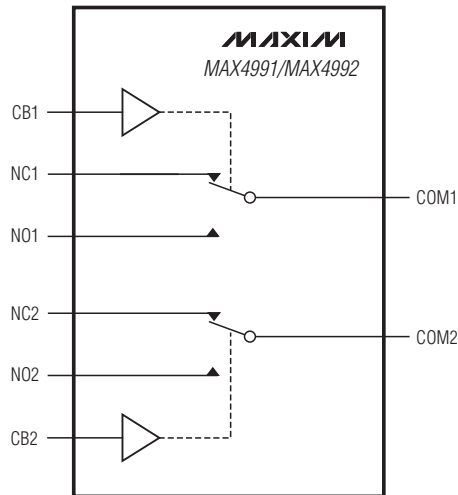 MAXIM
MAX4991/MAX4992
CB1
NC1
COM1
NO1
NC2
COM2
NO2
CB2